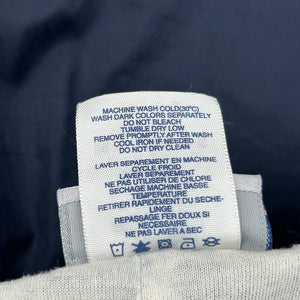 MACHINE WASH COLD(30°C)
WASH DARK COLORS SEPARATELY
DO NOT BLEACH
TUMBLE DRY LOW
REMOVE PROMPTLY AFTER WASH
COOL IRON IF NEEDED
DO NOT DRY CLEAN
LAVER SEPAREMENT EN MACHINE
CYCLE FROID
LAVER SEPAREMENT
NE PAS UTILISER DE CHLORE
SECHAGE MACHINE BASSE
TEMPERATURE
RETIRER RAPIDEMENT DU SECHE-
LINGE
REPASSAGE FER DOUX SI
NECESSAIRE
NE PAS LAVER A SEC